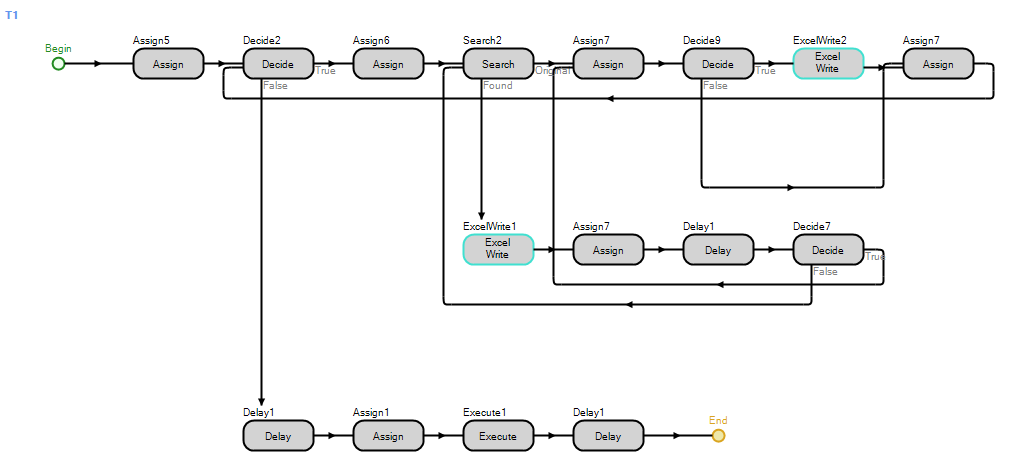 T1
Begin
Assign5
Assign
Decide2
Decide
True
False
Assign6
Assign
Search2
Search
Original
Found
Assign7
Assign
Decide9
Decide
True
False
ExcelWrite2
Excel
Write
Assign7
Assign
ExcelWrite1
Excel
Write
Assign7
Assign
Delay1
Delay
Decide7
Decide
True
False
Delay1
Delay
Assign1
Assign
Execute1
Execute
Delay1
Delay
End